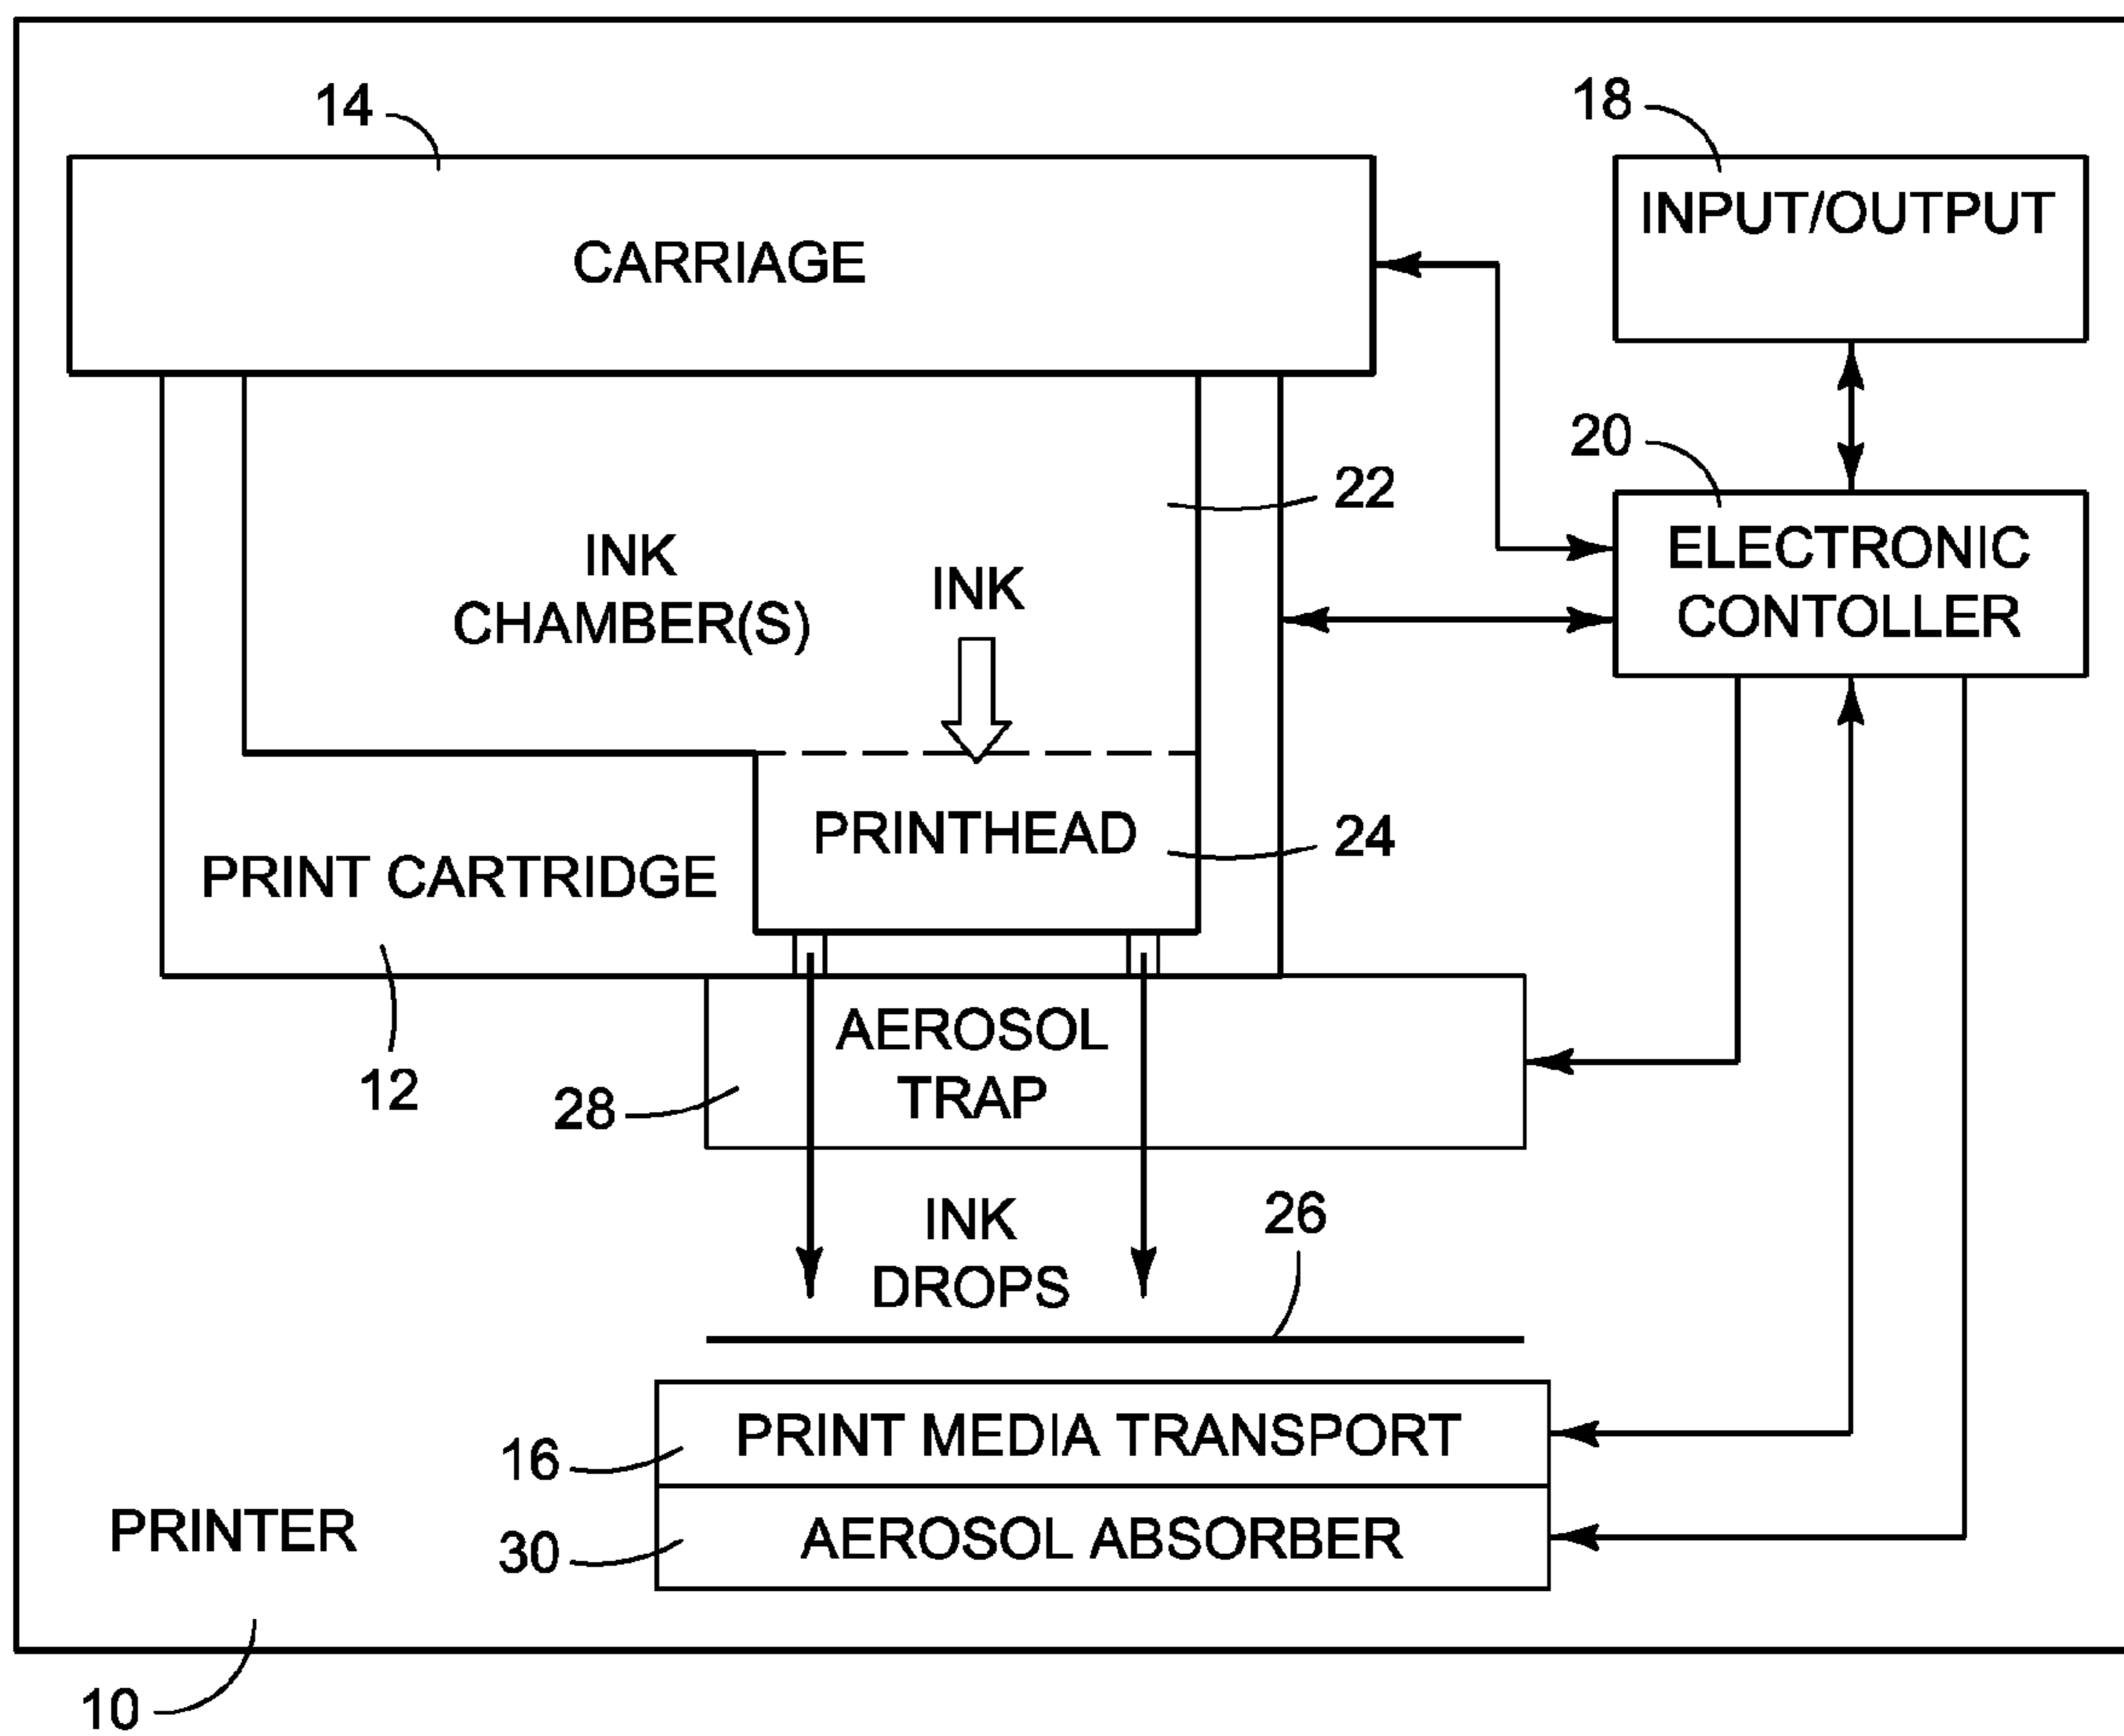 14
18
CARRIAGE
INPUT/OUTPUT
20
22
ELECTRONIC
CONTOLLER
INK
CHAMBER(S)
INK
PRINTHEAD
24
PRINT CARTRIDGE
12
AEROSOL
TRAP
28
26
INK
DROPS
16
PRINT MEDIA TRANSPORT
30
AEROSOL ABSORBER
PRINTER
10